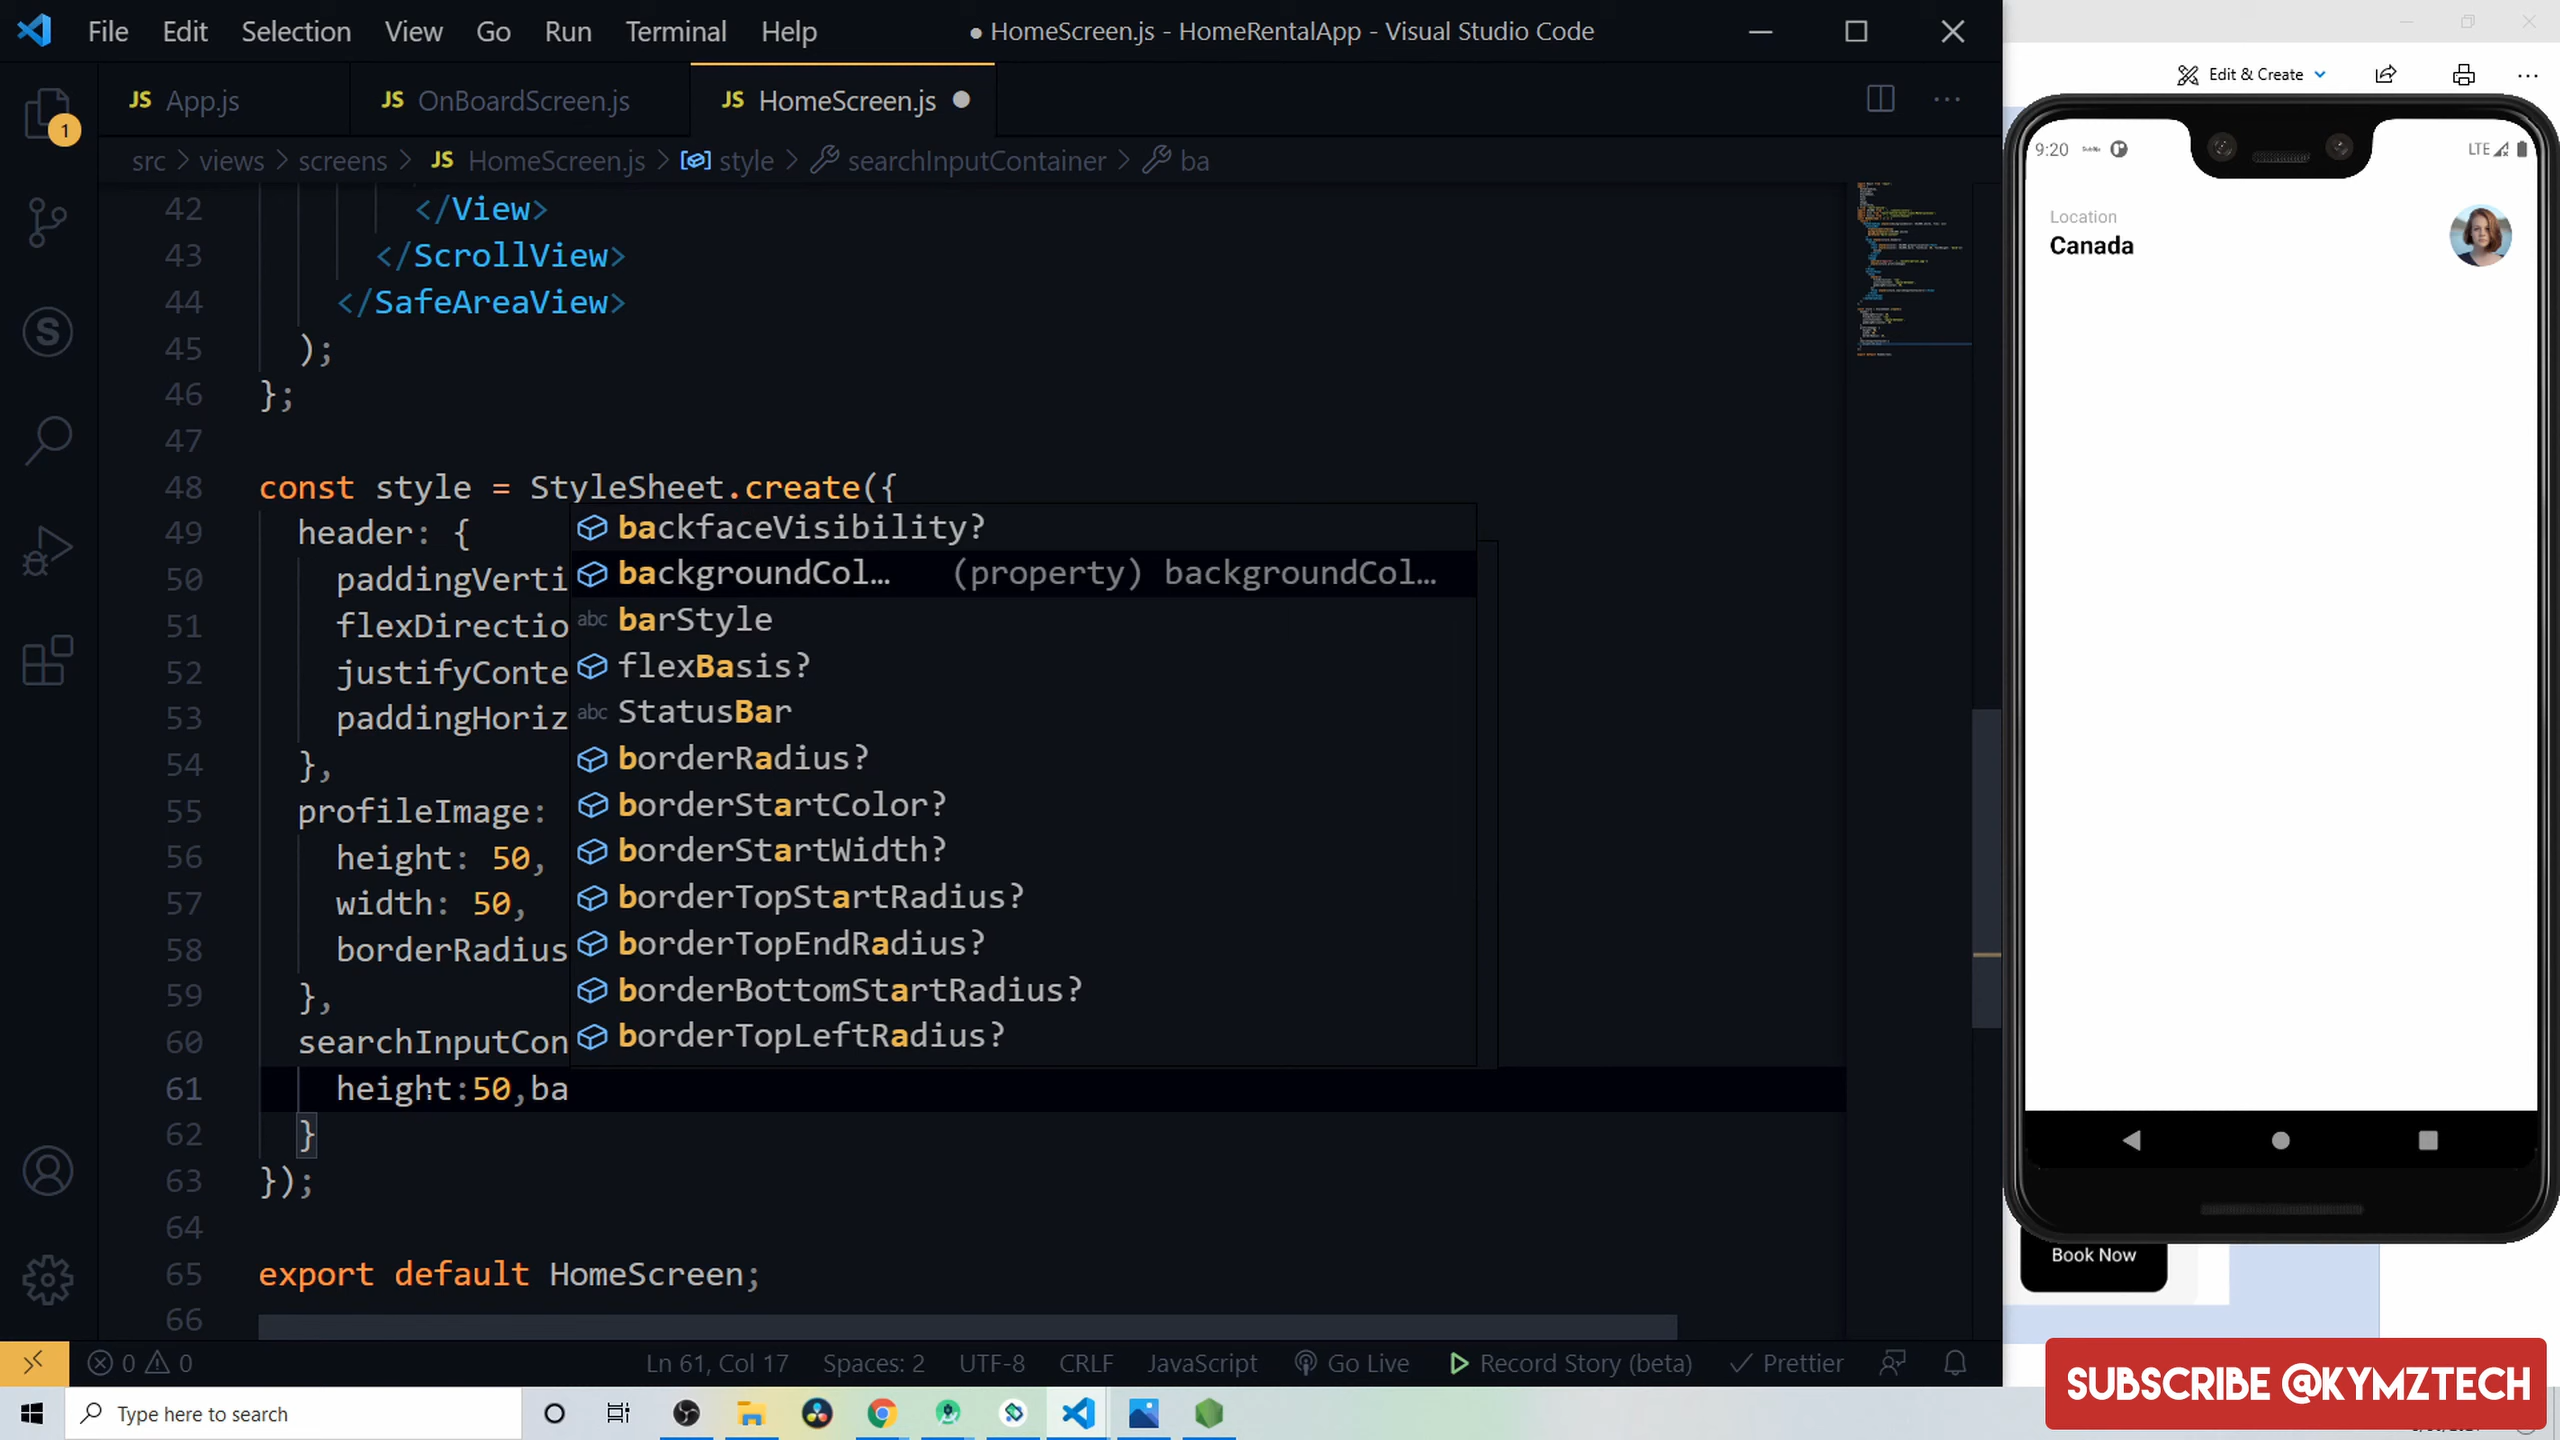 File Edit Selection View Go Run Terminal Help
● HomeScreen.js - HomeRentalApp - Visual Studio Code
Edit & Create
JS App.js
JS OnBoardScreen.js
JS HomeScreen.js ●
1
src > views > screens > JS HomeScreen.js > style > searchInputContainer > ba
42 </View>
43 </ScrollView>
44 </SafeAreaView>
45 );
46 };
47
48 const style = StyleSheet.create({
49 header: {
50 paddingVerti
51 flexDirectio
52 justifyConte
53 paddingHoriz
54 },
55 profileImage:
56 height: 50,
57 width: 50,
58 borderRadius
59 },
60 searchInputCon
61 height:50,ba
62 }
63 });
64
65 export default HomeScreen;
66
backfaceVisibility?
backgroundCol... (property) backgroundCol...
abc barStyle
flexBasis?
abc StatusBar
borderRadius?
borderStartColor?
borderStartWidth?
borderTopStartRadius?
borderTopEndRadius?
borderBottomStartRadius?
borderTopLeftRadius?
9:20
LTE
Location
Canada
Book Now
0 0
Ln 61, Col 17
Spaces: 2
UTF-8
CRLF
JavaScript
Go Live
Record Story (beta)
Prettier
Type here to search
SUBSCRIBE @KYMZTECH